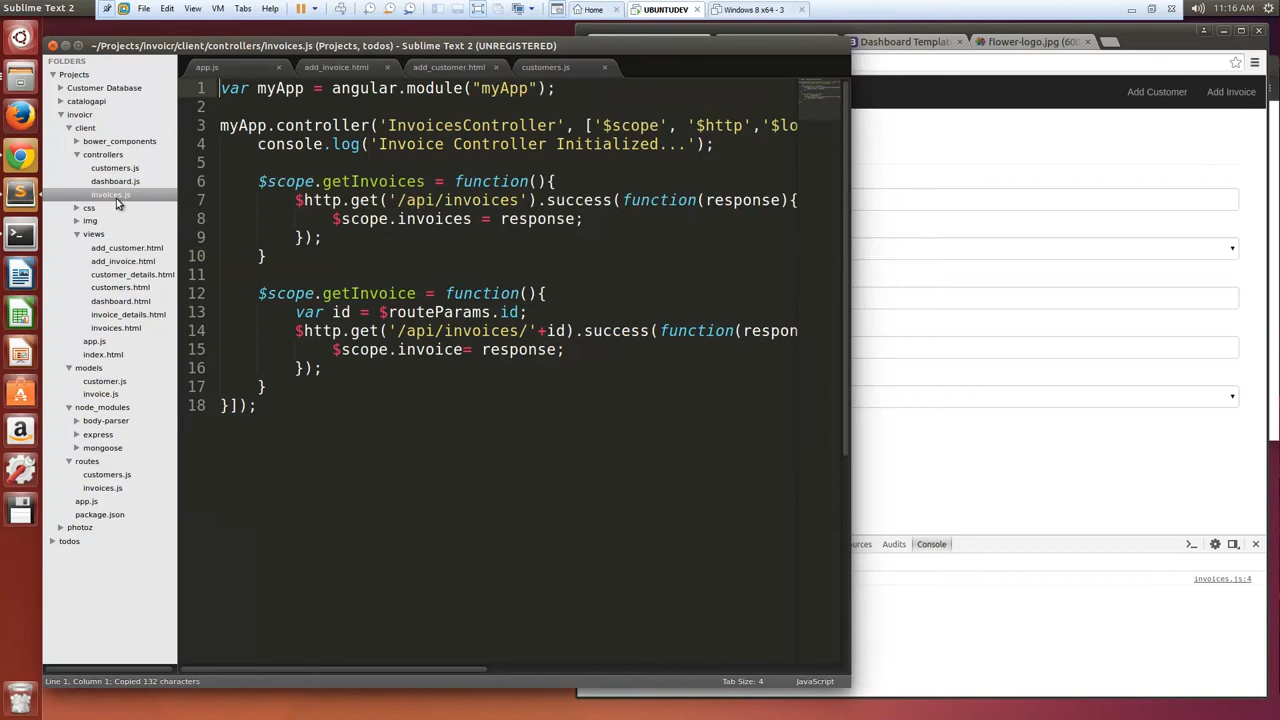 Sublime Text 2
File Edit View VM Tabs Help
Home
UBUNTUDEV
Windows 8 x64 - 3
11:16 AM
~/Projects/invoicr/client/controllers/invoices.js (Projects, todos) - Sublime Text 2 (UNREGISTERED)
Dashboard Templat
flower-logo.jpg (600
FOLDERS
Projects
Customer Database
catalogapi
invoicr
client
bower_components
controllers
customers.js
dashboard.js
invoices.js
css
img
views
add_customer.html
add_invoice.html
customer_details.html
customers.html
dashboard.html
invoice_details.html
invoices.html
app.js
index.html
models
customer.js
invoice.js
node_modules
body-parser
express
mongoose
routes
customers.js
invoices.js
app.js
package.json
photoz
todos
app.js
add_invoice.html
add_customer.html
customers.js
1 var myApp = angular.module("myApp");
2
3 myApp.controller('InvoicesController', ['$scope', '$http','$lo
4 console.log('Invoice Controller Initialized...');
5
6 $scope.getInvoices = function(){
7 $http.get('/api/invoices').success(function(response){
8 $scope.invoices = response;
9 });
10 }
11
12 $scope.getInvoice = function(){
13 var id = $routeParams.id;
14 $http.get('/api/invoices/'+id).success(function(respon
15 $scope.invoice= response;
16 });
17 }
18 }]);
Add Customer
Add Invoice
ources
Audits
Console
invoices.js:4
Line 1, Column 1; Copied 132 characters
Tab Size: 4
JavaScript